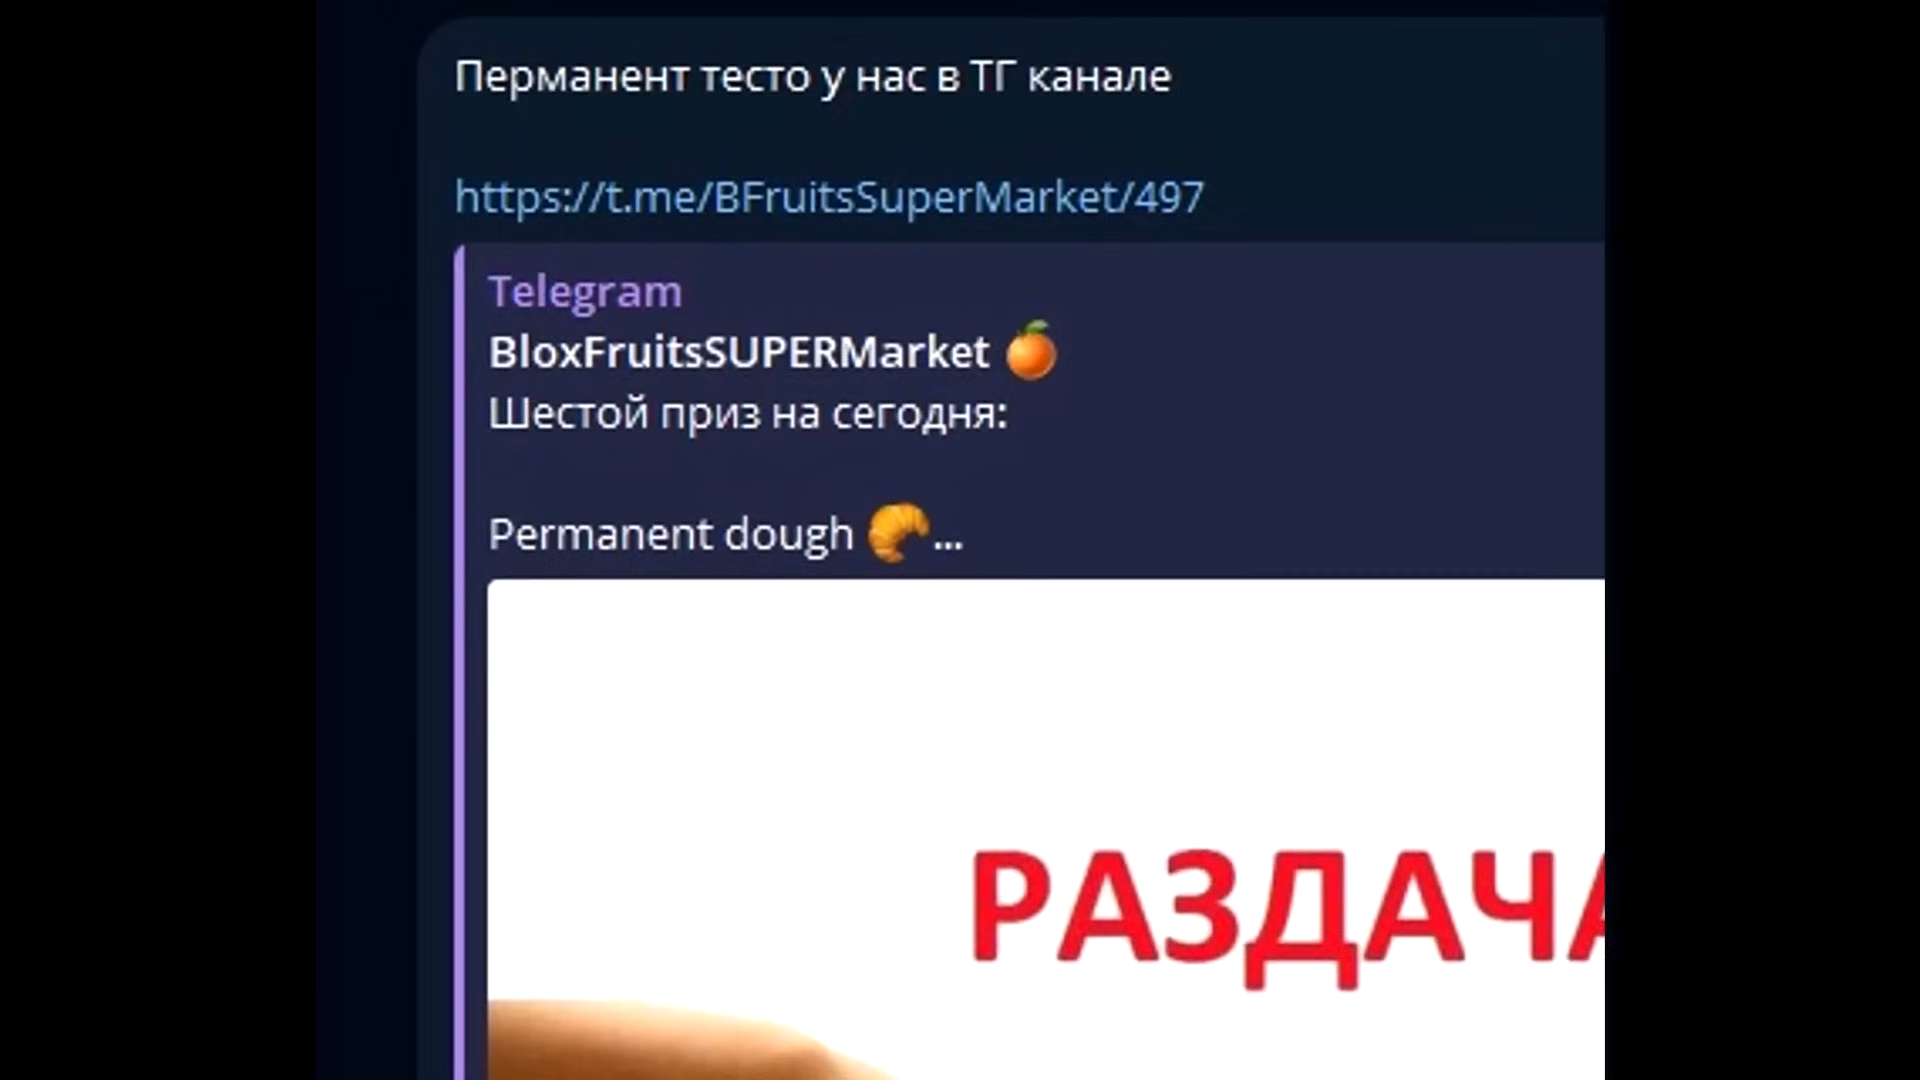 Перманент тесто у нас в ТГ канале
https://t.me/BFruitsSuperMarket/497
Telegram
BloxFruitsSUPERMarket 🍊
Шестой приз на сегодня:
Permanent dough 🥐...
РАЗДАЧА